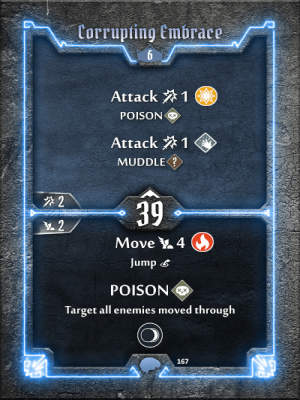 Corrupting Embrace
6
Attack 1
POISON
Attack 1
MUDDLE ?
2
39
2
Move 4
Jump
POISON
Target all enemies moved through
167